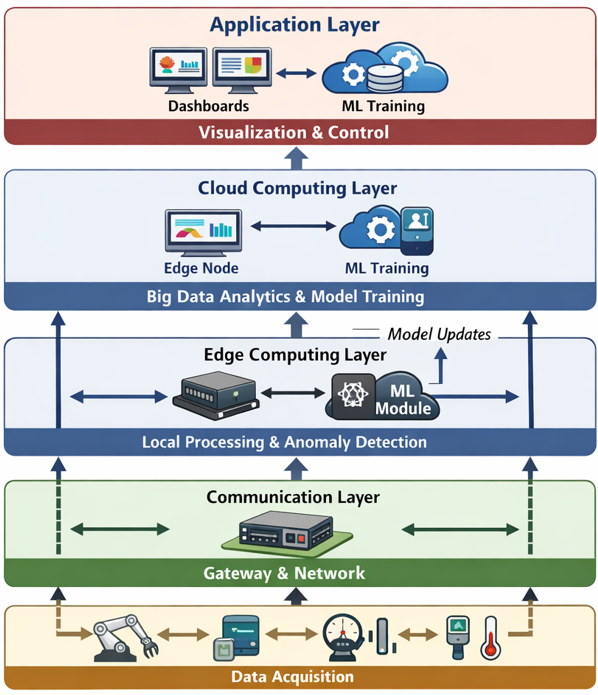 Application Layer
Dashboards
ML Training
Visualization & Control
Cloud Computing Layer
Edge Node
ML Training
Big Data Analytics & Model Training
Model Updates
Edge Computing Layer
ML
Module
Local Processing & Anomaly Detection
Communication Layer
Gateway & Network
Data Acquisition